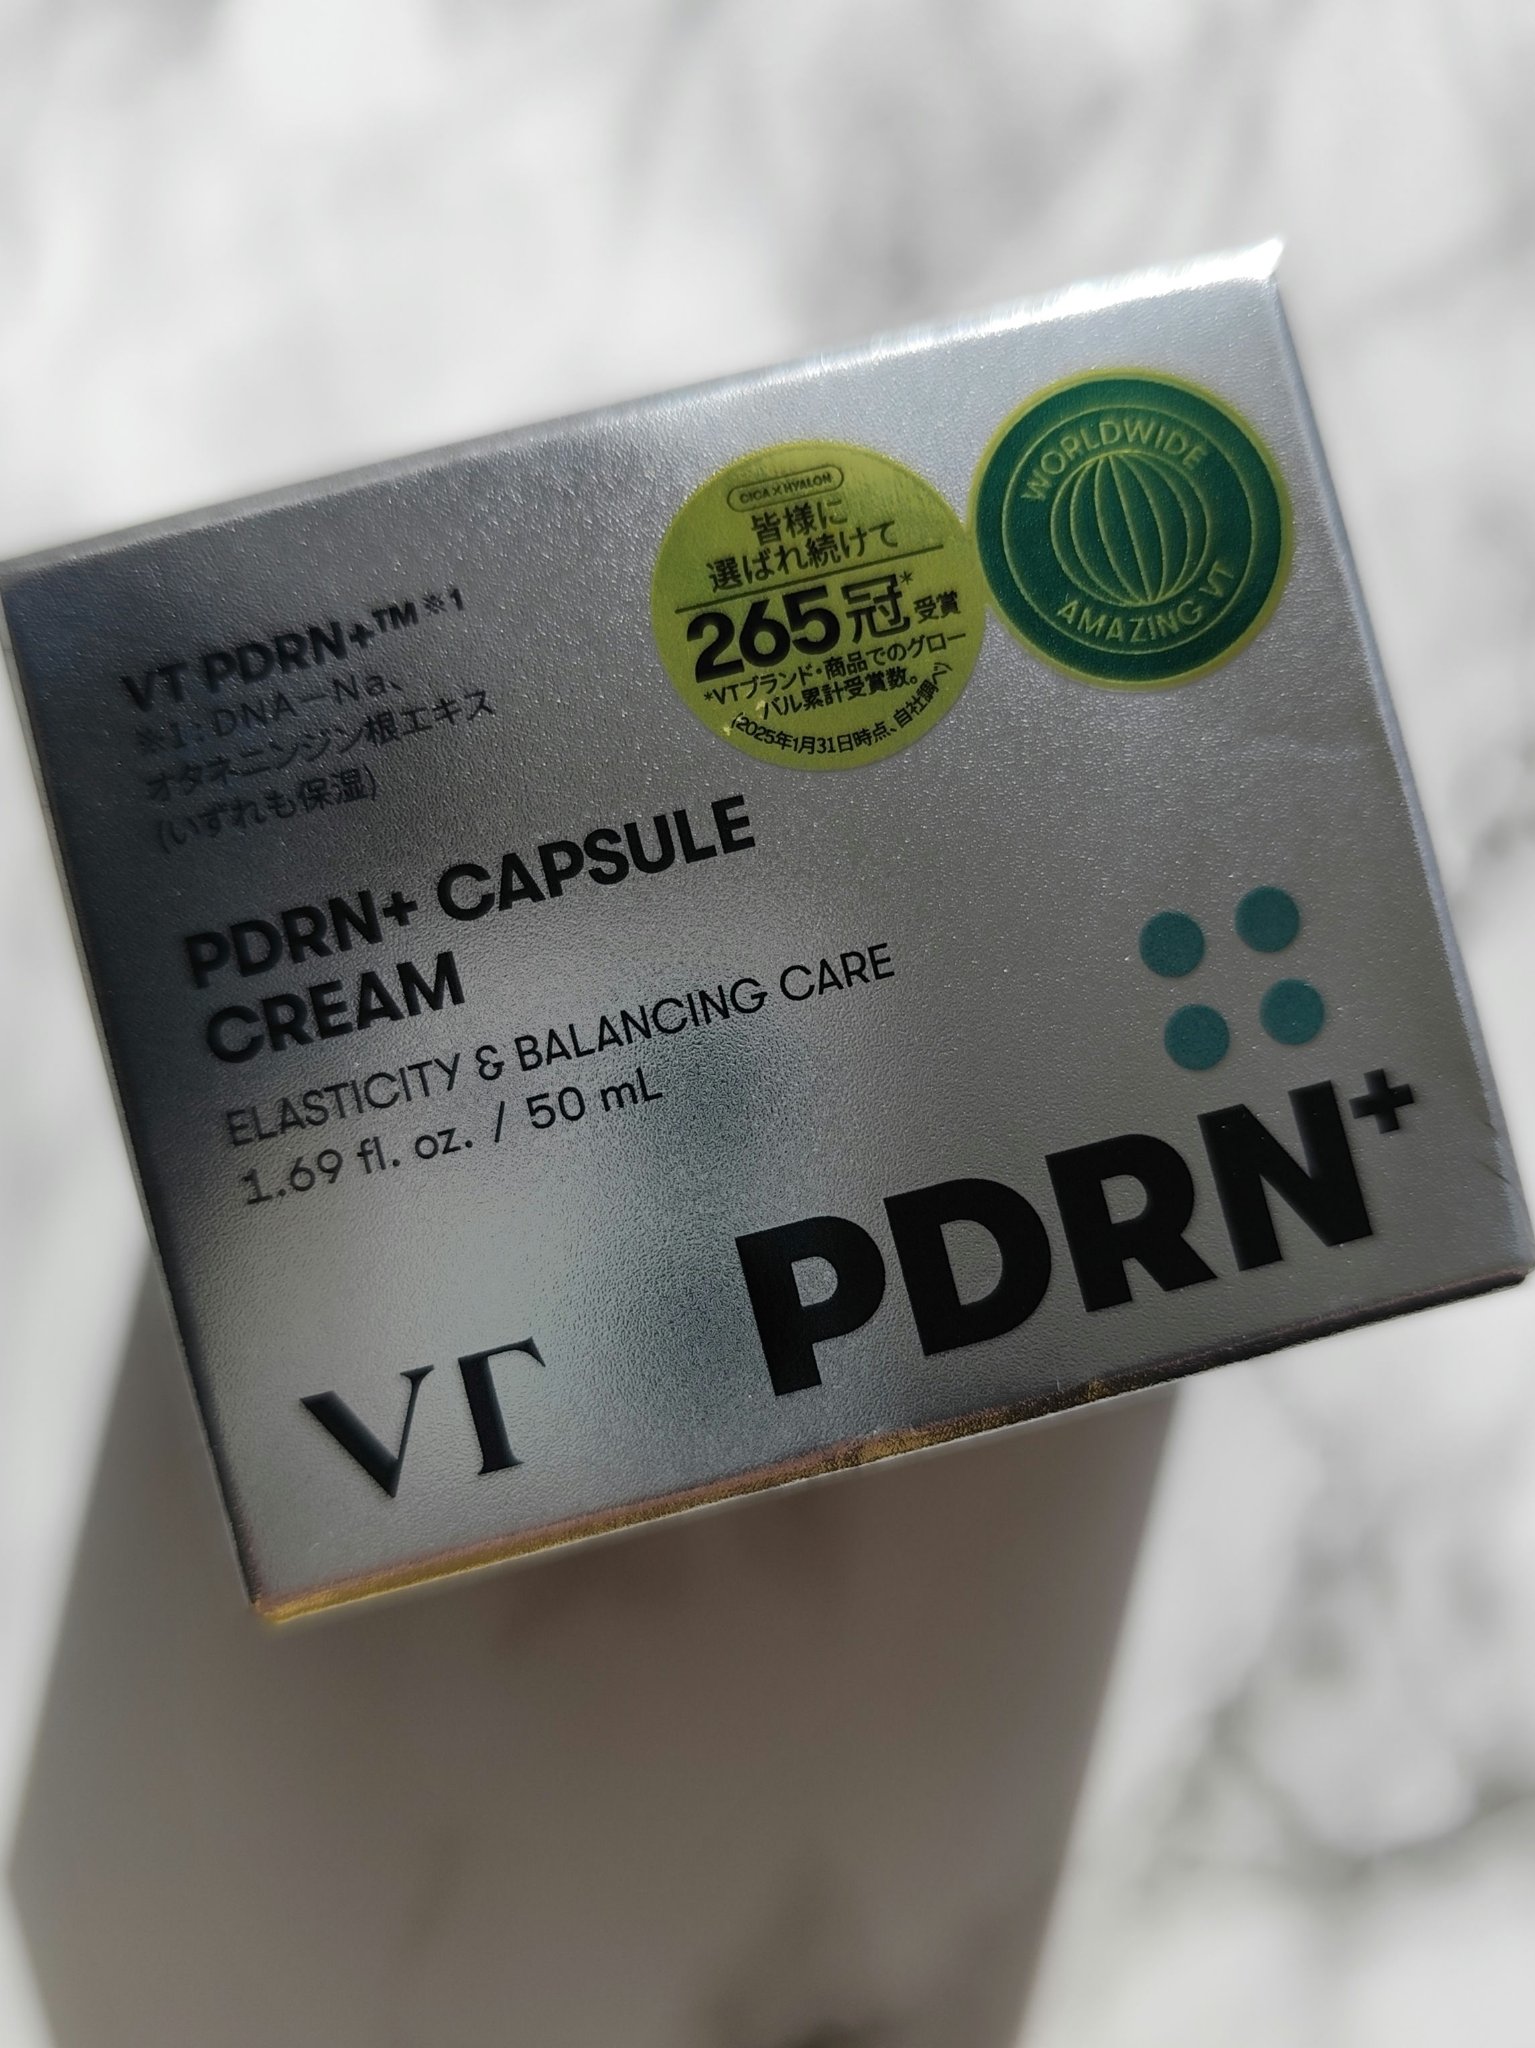 VT PDRN+™※1
※1：DNA－Na、
オタネニンジン根エキス
(いずれも保湿)
CICA×HYALON
皆様に
選ばれ続けて
265冠*受賞
*VTブランド・商品でのグロー
バル累計受賞数。
(2025年1月31日時点、自社調べ)
WORLDWIDE
AMAZING VT
PDRN+ CAPSULE
CREAM
ELASTICITY & BALANCING CARE
1.69 fl. oz. / 50 mL
VT
PDRN+